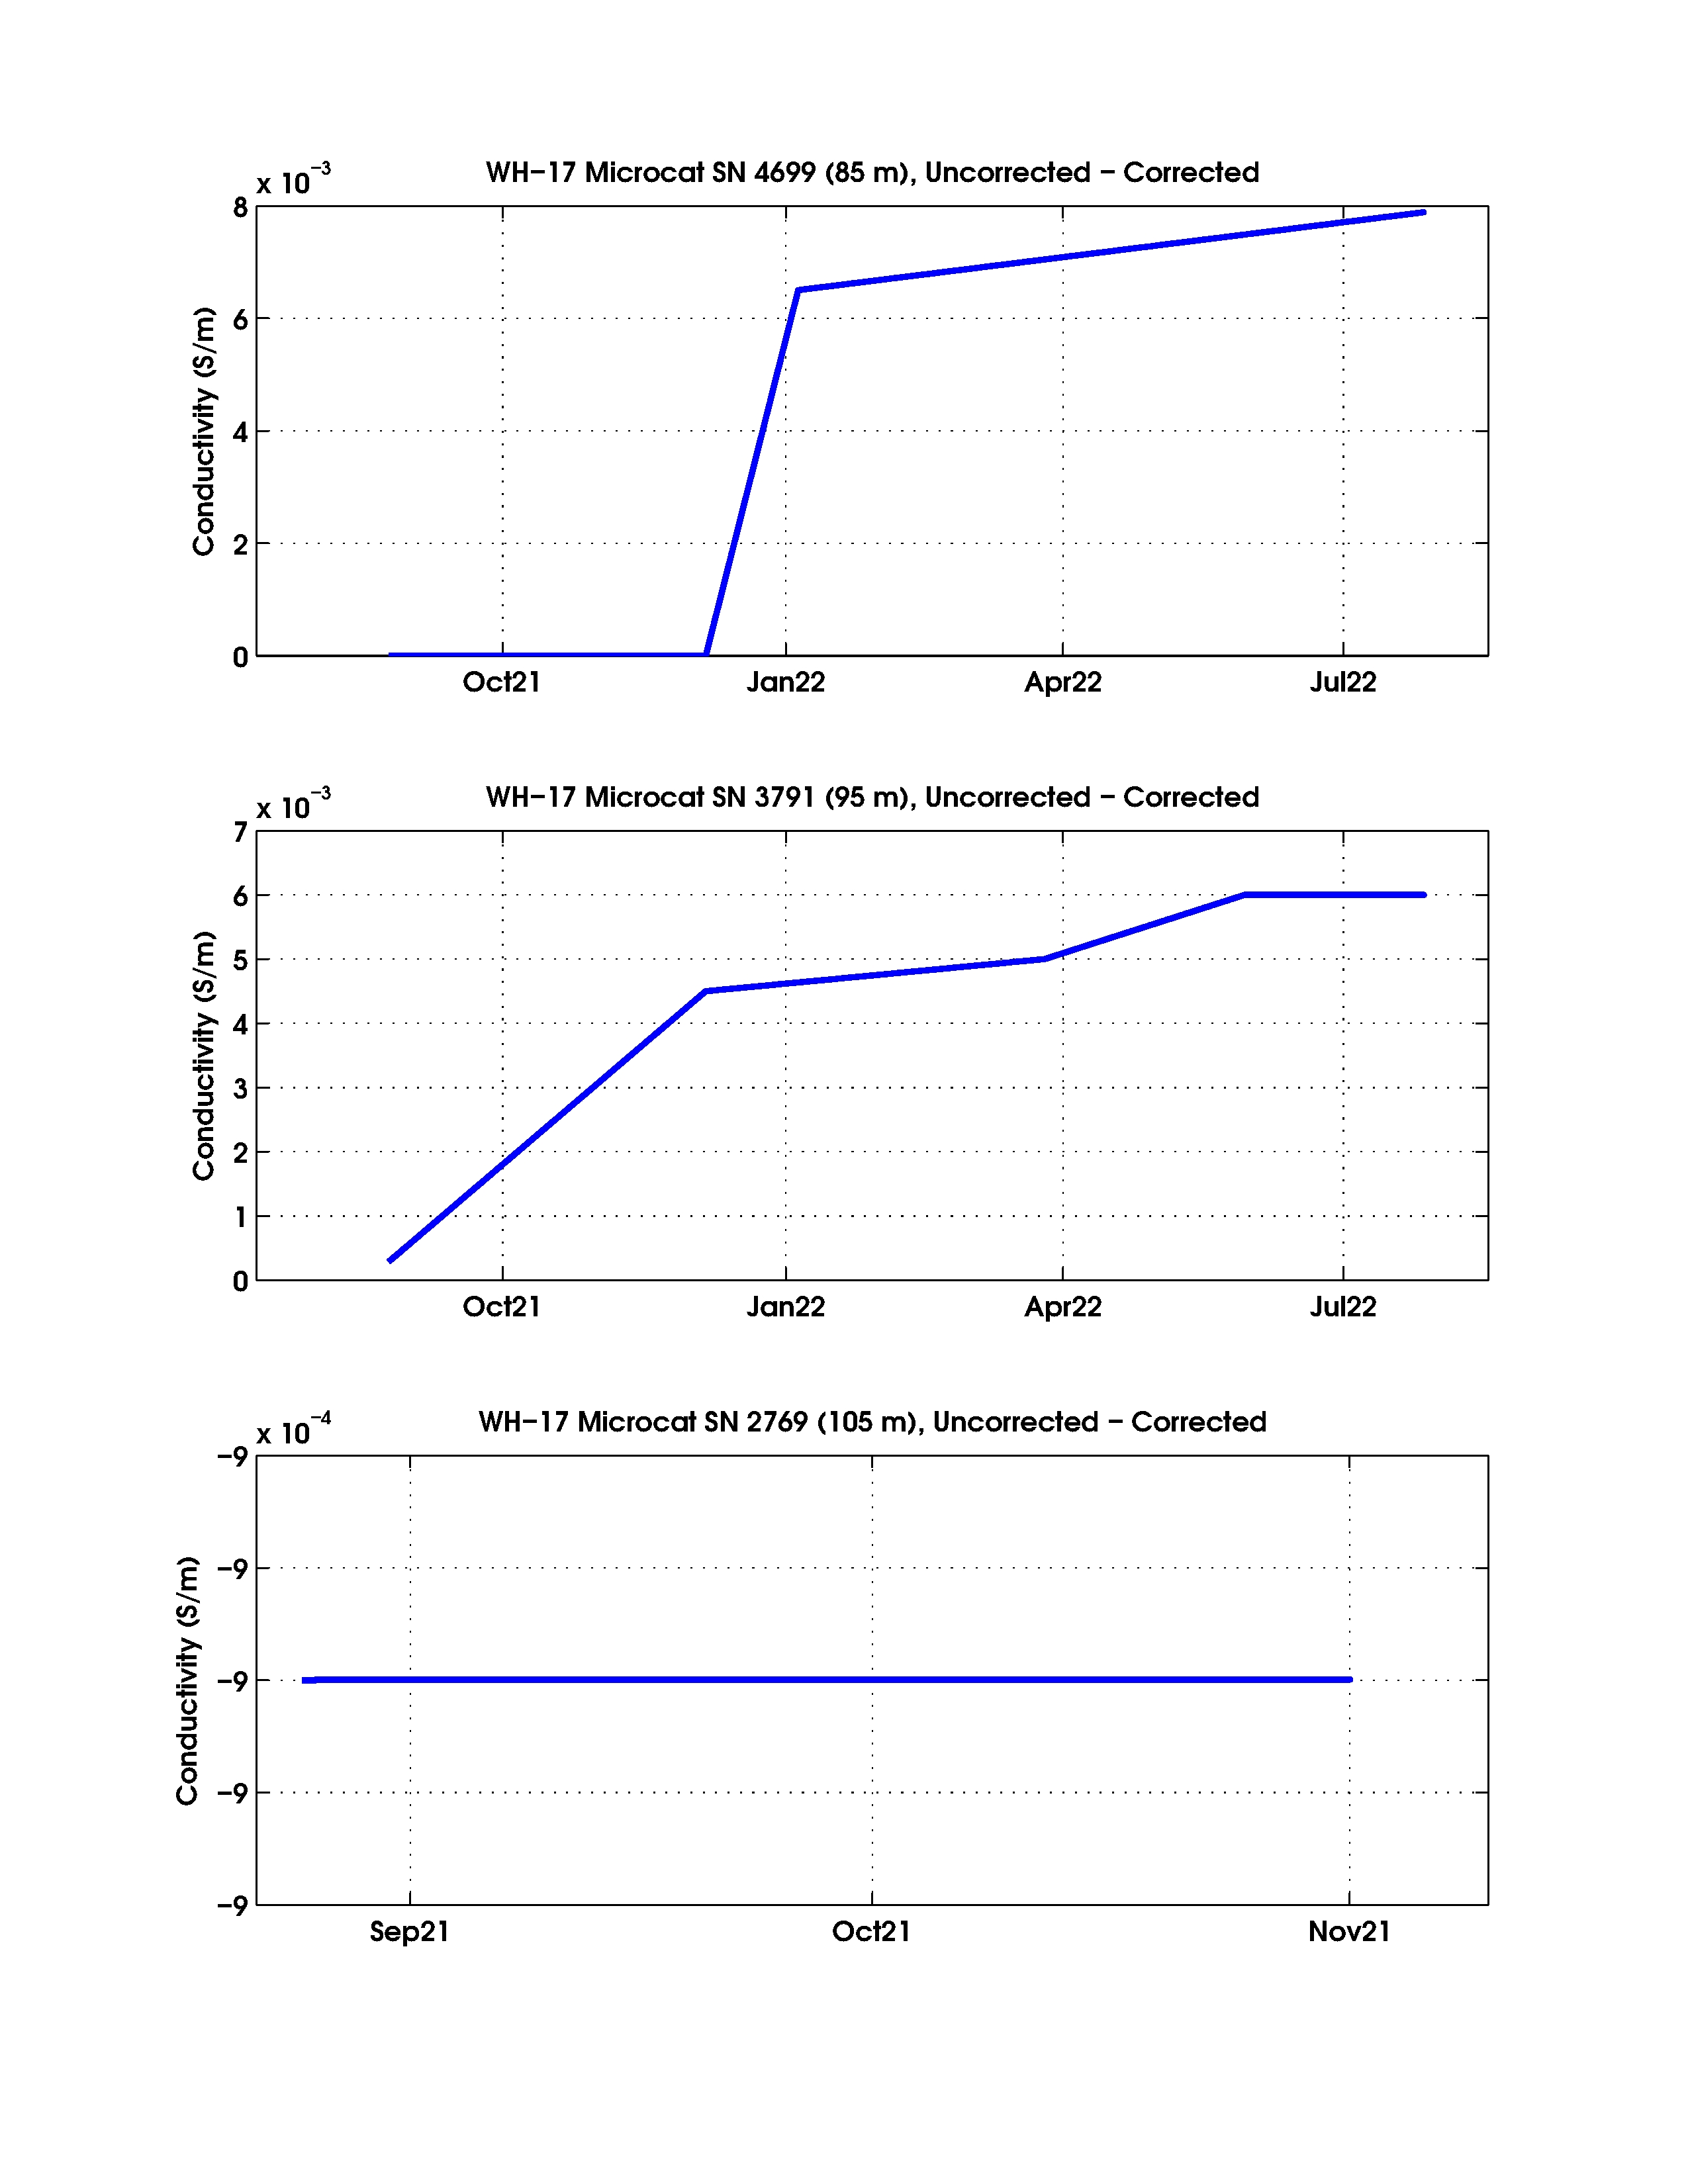 WH−17 Microcat SN 4699 (85 m), Uncorrected − Corrected
x 10−3
8
6
4
2
0
Conductivity (S/m)
Oct21 Jan22 Apr22 Jul22
WH−17 Microcat SN 3791 (95 m), Uncorrected − Corrected
x 10−3
7
6
5
4
3
2
1
0
Conductivity (S/m)
Oct21 Jan22 Apr22 Jul22
WH−17 Microcat SN 2769 (105 m), Uncorrected − Corrected
x 10−4
−9
−9
−9
−9
−9
Conductivity (S/m)
Sep21 Oct21 Nov21